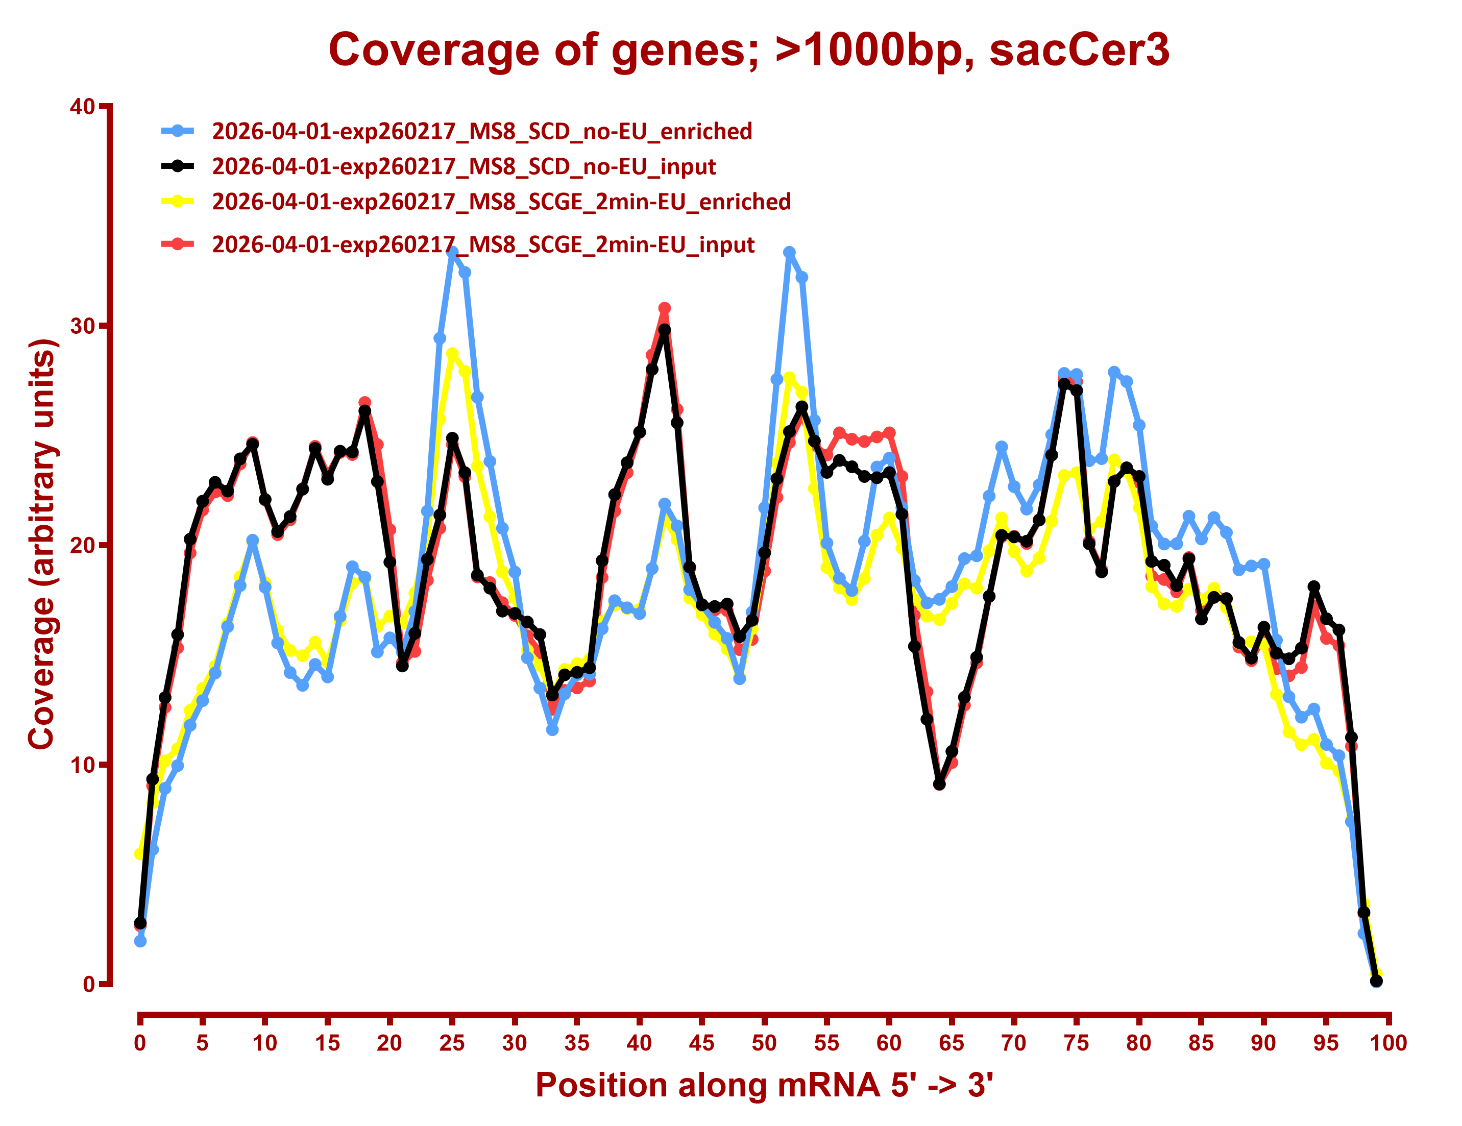 Coverage of genes; >1000bp, sacCer3
40
2026-04-01-exp260217_MS8_SCD_no-EU_enriched
2026-04-01-exp260217_MS8_SCD_no-EU_input
2026-04-01-exp260217_MS8_SCGE_2min-EU_enriched
2026-04-01-exp260217_MS8_SCGE_2min-EU_input
30
20
10
0
Coverage (arbitrary units)
0 5 10 15 20 25 30 35 40 45 50 55 60 65 70 75 80 85 90 95 100
Position along mRNA 5' -> 3'